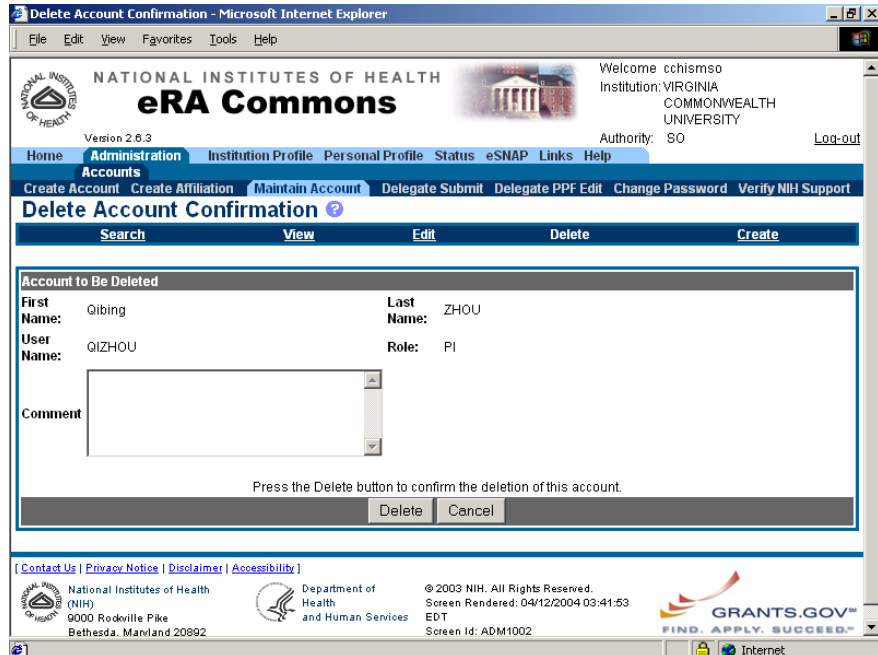 Delete Account Confirmation - Microsoft Internet Explorer
File Edit View Favorites Tools Help
NATIONAL INSTITUTES OF HEALTH
eRA Commons
Version 2.6.3
Welcome cchismso
Institution: VIRGINIA
COMMONWEALTH
UNIVERSITY
Authority: SO
Log-out
Home Administration Institution Profile Personal Profile Status eSNAP Links Help
Accounts
Create Account Create Affiliation Maintain Account Delegate Submit Delegate PPF Edit Change Password Verify NIH Support
Delete Account Confirmation ?
Search View Edit Delete Create
Account to Be Deleted
First Name: Qibing
Last Name: ZHOU
User Name: QIZHOU
Role: PI
Comment
Press the Delete button to confirm the deletion of this account.
Delete Cancel
[ Contact Us | Privacy Notice | Disclaimer | Accessibility ]
NATIONAL INSTITUTES OF HEALTH
National Institutes of Health
(NIH)
9000 Rockville Pike
Bethesda, Maryland 20892
Department of
Health
and Human Services
© 2003 NIH. All Rights Reserved.
Screen Rendered: 04/12/2004 03:41:53
EDT
Screen Id: ADM1002
GRANTS.GOV℠
FIND. APPLY. SUCCEED.℠
Internet